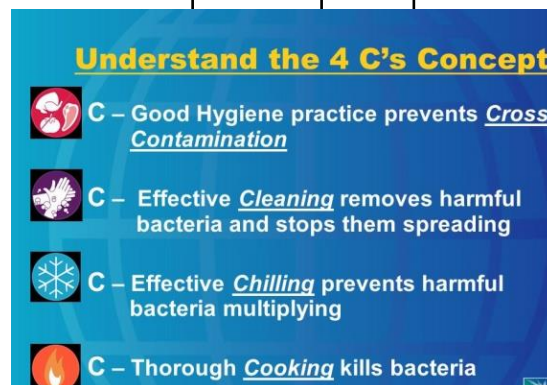 Understand the 4 C's Concept
C – Good Hygiene practice prevents Cross
Contamination
C – Effective Cleaning removes harmful
bacteria and stops them spreading
C – Effective Chilling prevents harmful
bacteria multiplying
C – Thorough Cooking kills bacteria